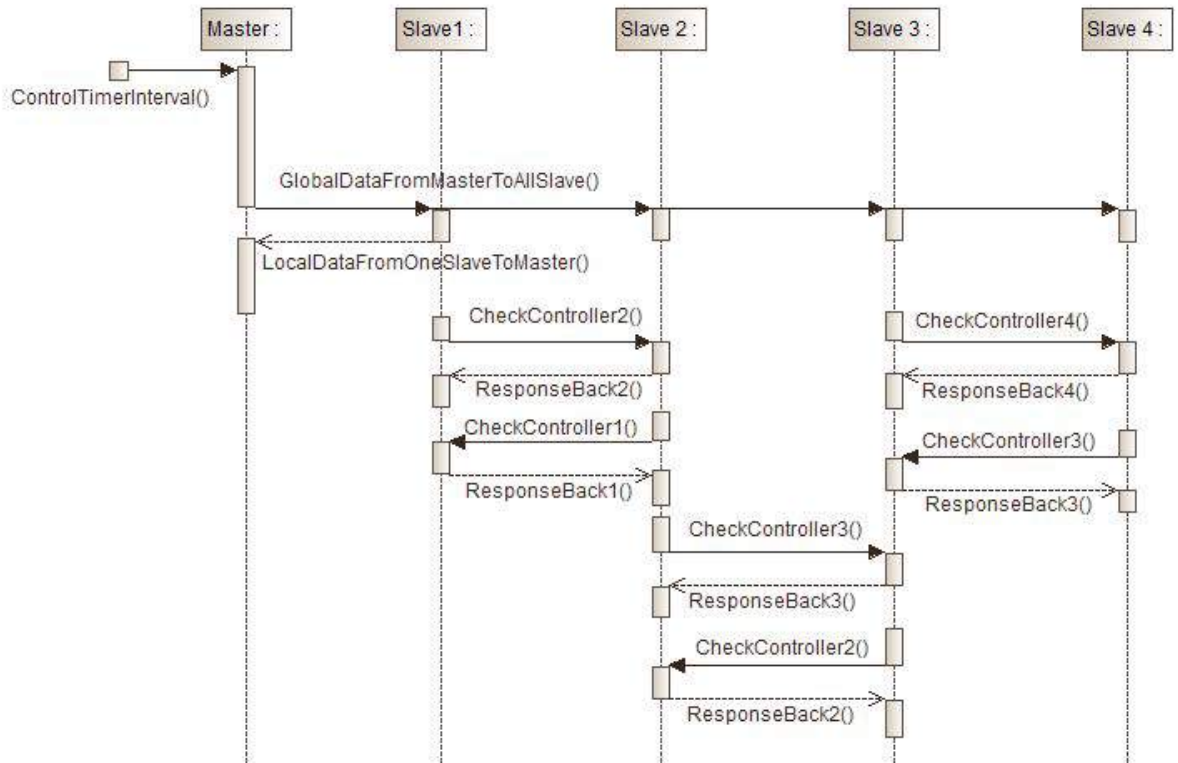 Master :
Slave1 :
Slave 2 :
Slave 3 :
Slave 4 :
ControlTimerInterval()
GlobalDataFromMasterToAllSlave()
LocalDataFromOneSlaveToMaster()
CheckController2()
CheckController4()
ResponseBack2()
ResponseBack4()
CheckController1()
CheckController3()
ResponseBack1()
ResponseBack3()
CheckController3()
ResponseBack3()
CheckController2()
ResponseBack2()